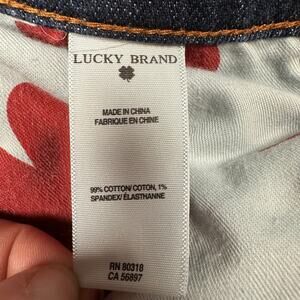 LUCKY BRAND
MADE IN CHINA
FABRIQUE EN CHINE
99% COTTON/COTON, 1%
SPANDEX/ÉLASTHANNE
RN 80318
CA 56897